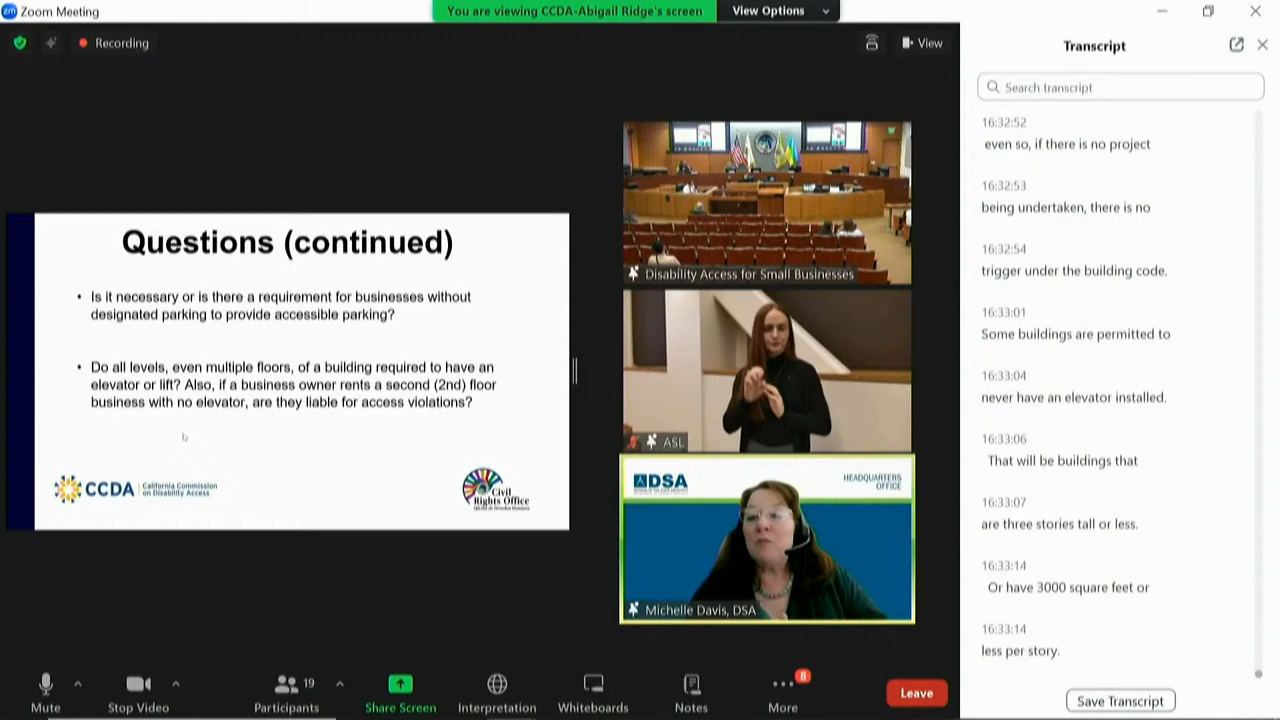 Zoom Meeting
You are viewing CCDA-Abigail Ridge's screen
View Options
Recording
View
Transcript
Search transcript
16:32:52
even so, if there is no project
16:32:53
being undertaken, there is no
16:32:54
trigger under the building code.
16:33:01
Some buildings are permitted to
16:33:04
never have an elevator installed.
16:33:06
That will be buildings that
16:33:07
are three stories tall or less.
16:33:14
Or have 3000 square feet or
16:33:14
less per story.
Save Transcript
Questions (continued)
• Is it necessary or is there a requirement for businesses without
designated parking to provide accessible parking?
• Do all levels, even multiple floors, of a building required to have an
elevator or lift? Also, if a business owner rents a second (2nd) floor
business with no elevator, are they liable for access violations?
CCDA
California Commission
on Disability Access
Civil
Rights Office
Disability Access for Small Businesses
ASL
DSA
HEADQUARTERS
OFFICE
Michelle Davis, DSA
Mute
Stop Video
19
Participants
Share Screen
Interpretation
Whiteboards
Notes
8
More
Leave